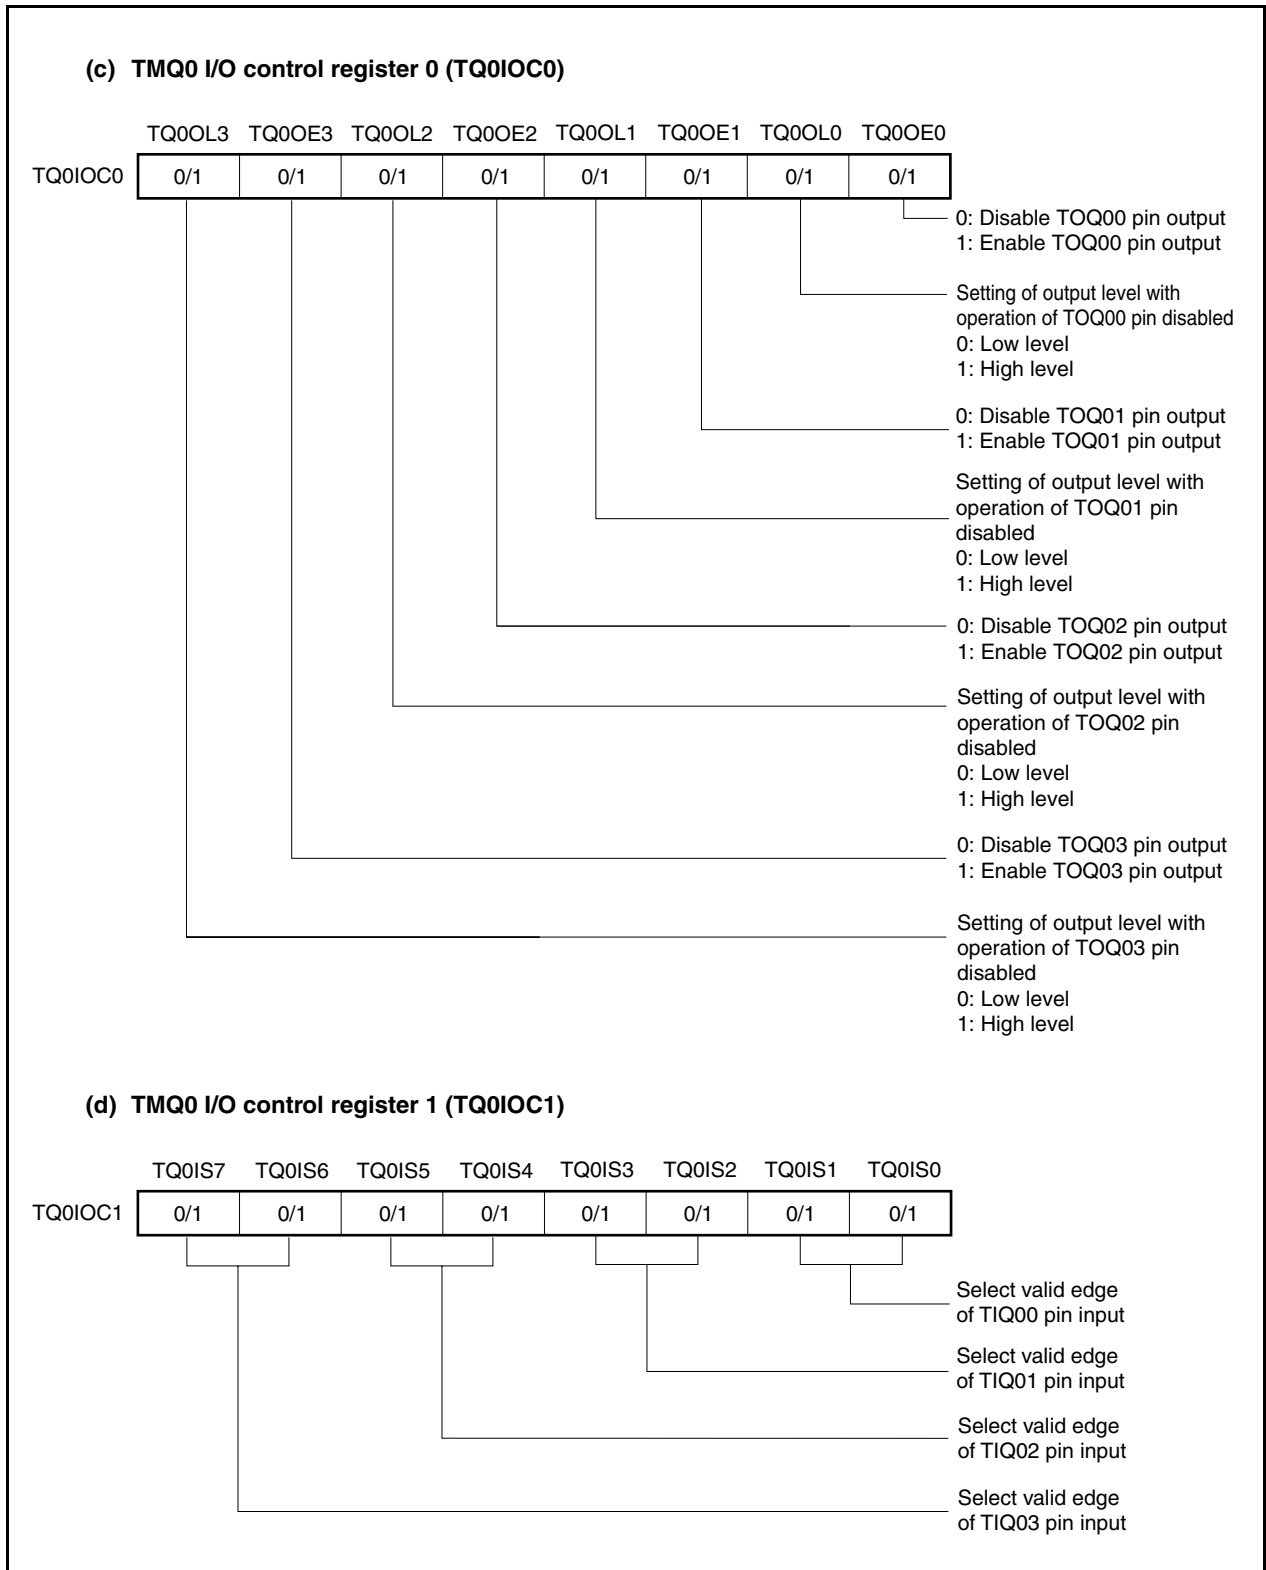 (c) TMQ0 I/O control register 0 (TQ0IOC0)
TQ0OL3 TQ0OE3 TQ0OL2 TQ0OE2 TQ0OL1 TQ0OE1 TQ0OL0 TQ0OE0
TQ0IOC0 0/1 0/1 0/1 0/1 0/1 0/1 0/1 0/1
0: Disable TOQ00 pin output
1: Enable TOQ00 pin output
Setting of output level with
operation of TOQ00 pin disabled
0: Low level
1: High level
0: Disable TOQ01 pin output
1: Enable TOQ01 pin output
Setting of output level with
operation of TOQ01 pin
disabled
0: Low level
1: High level
0: Disable TOQ02 pin output
1: Enable TOQ02 pin output
Setting of output level with
operation of TOQ02 pin
disabled
0: Low level
1: High level
0: Disable TOQ03 pin output
1: Enable TOQ03 pin output
Setting of output level with
operation of TOQ03 pin
disabled
0: Low level
1: High level
(d) TMQ0 I/O control register 1 (TQ0IOC1)
TQ0IS7 TQ0IS6 TQ0IS5 TQ0IS4 TQ0IS3 TQ0IS2 TQ0IS1 TQ0IS0
TQ0IOC1 0/1 0/1 0/1 0/1 0/1 0/1 0/1 0/1
Select valid edge
of TIQ00 pin input
Select valid edge
of TIQ01 pin input
Select valid edge
of TIQ02 pin input
Select valid edge
of TIQ03 pin input